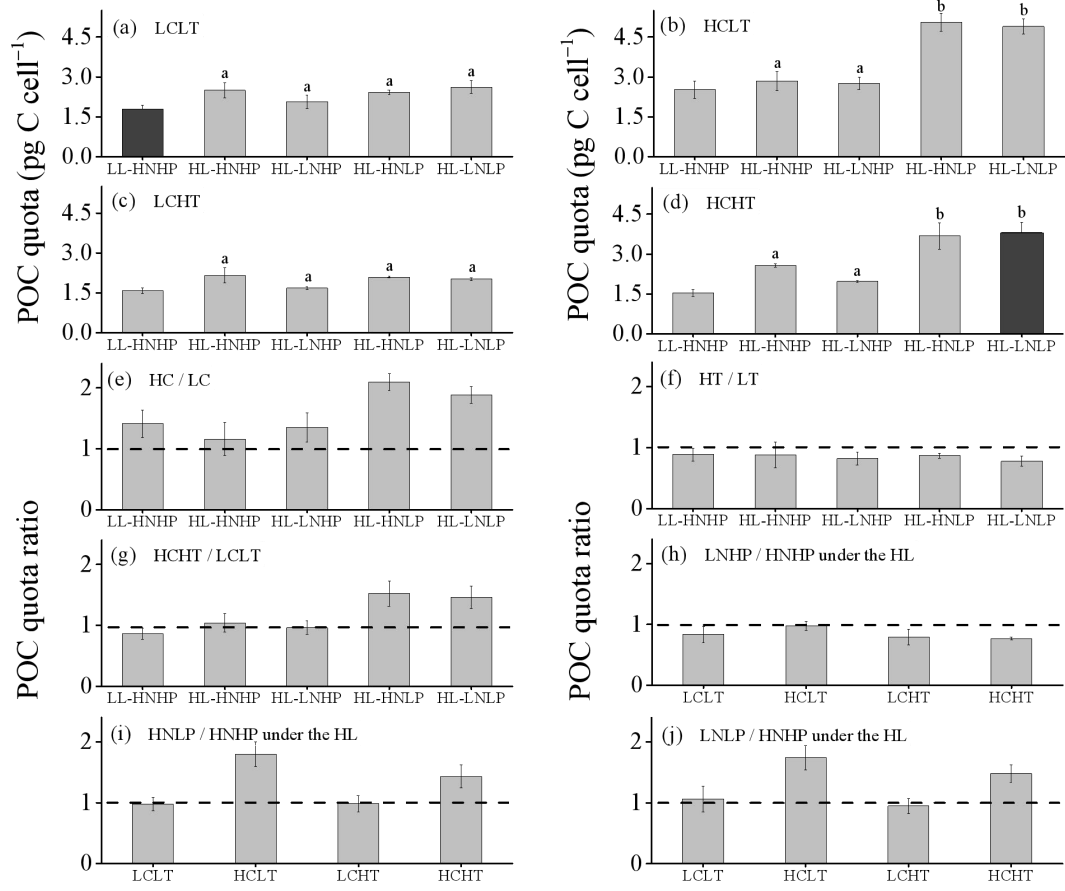 POC quota (pg C cell⁻¹)
(a) LCLT
4.5
3.0
1.5
0.0
a a a a
LL-HNHP HL-HNHP HL-LNHP HL-HNLP HL-LNLP
POC quota (pg C cell⁻¹)
(b) HCLT
4.5
3.0
1.5
0.0
a a b b
LL-HNHP HL-HNHP HL-LNHP HL-HNLP HL-LNLP
(c) LCHT
4.5
3.0
1.5
0.0
a a a a
LL-HNHP HL-HNHP HL-LNHP HL-HNLP HL-LNLP
(d) HCHT
4.5
3.0
1.5
0.0
a a b b
LL-HNHP HL-HNHP HL-LNHP HL-HNLP HL-LNLP
POC quota ratio
(e) HC / LC
2
1
0
LL-HNHP HL-HNHP HL-LNHP HL-HNLP HL-LNLP
POC quota ratio
(f) HT / LT
2
1
0
LL-HNHP HL-HNHP HL-LNHP HL-HNLP HL-LNLP
(g) HCHT / LCLT
2
1
0
LL-HNHP HL-HNHP HL-LNHP HL-HNLP HL-LNLP
(h) LNHP / HNHP under the HL
2
1
0
LCLT HCLT LCHT HCHT
(i) HNLP / HNHP under the HL
2
1
0
LCLT HCLT LCHT HCHT
(j) LNLP / HNHP under the HL
2
1
0
LCLT HCLT LCHT HCHT